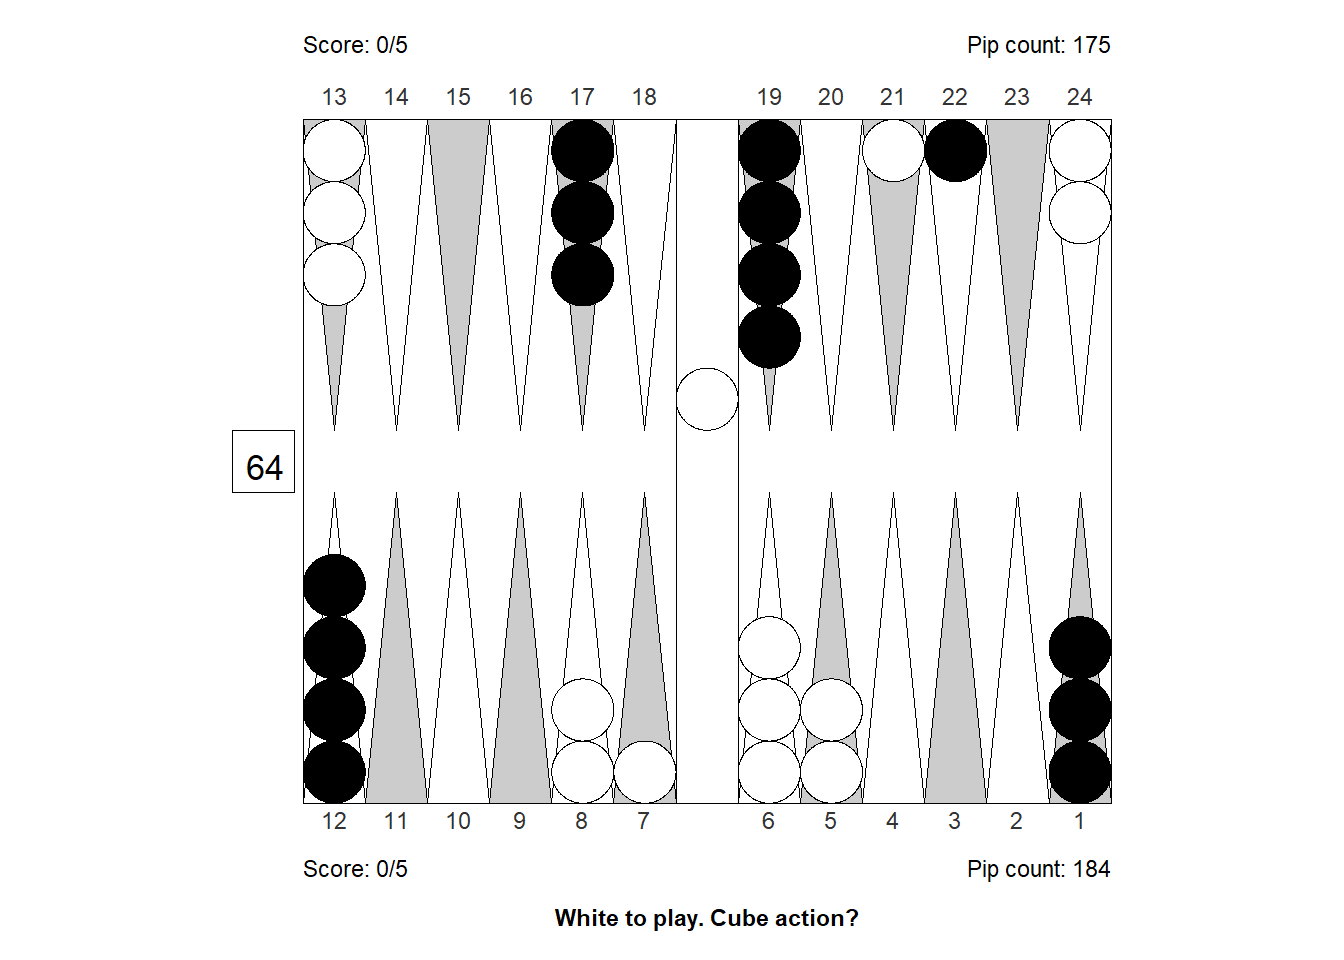 Score: 0/5 Pip count: 175
13 14 15 16 17 18 19 20 21 22 23 24
64
12 11 10 9 8 7 6 5 4 3 2 1
Score: 0/5 Pip count: 184
White to play. Cube action?